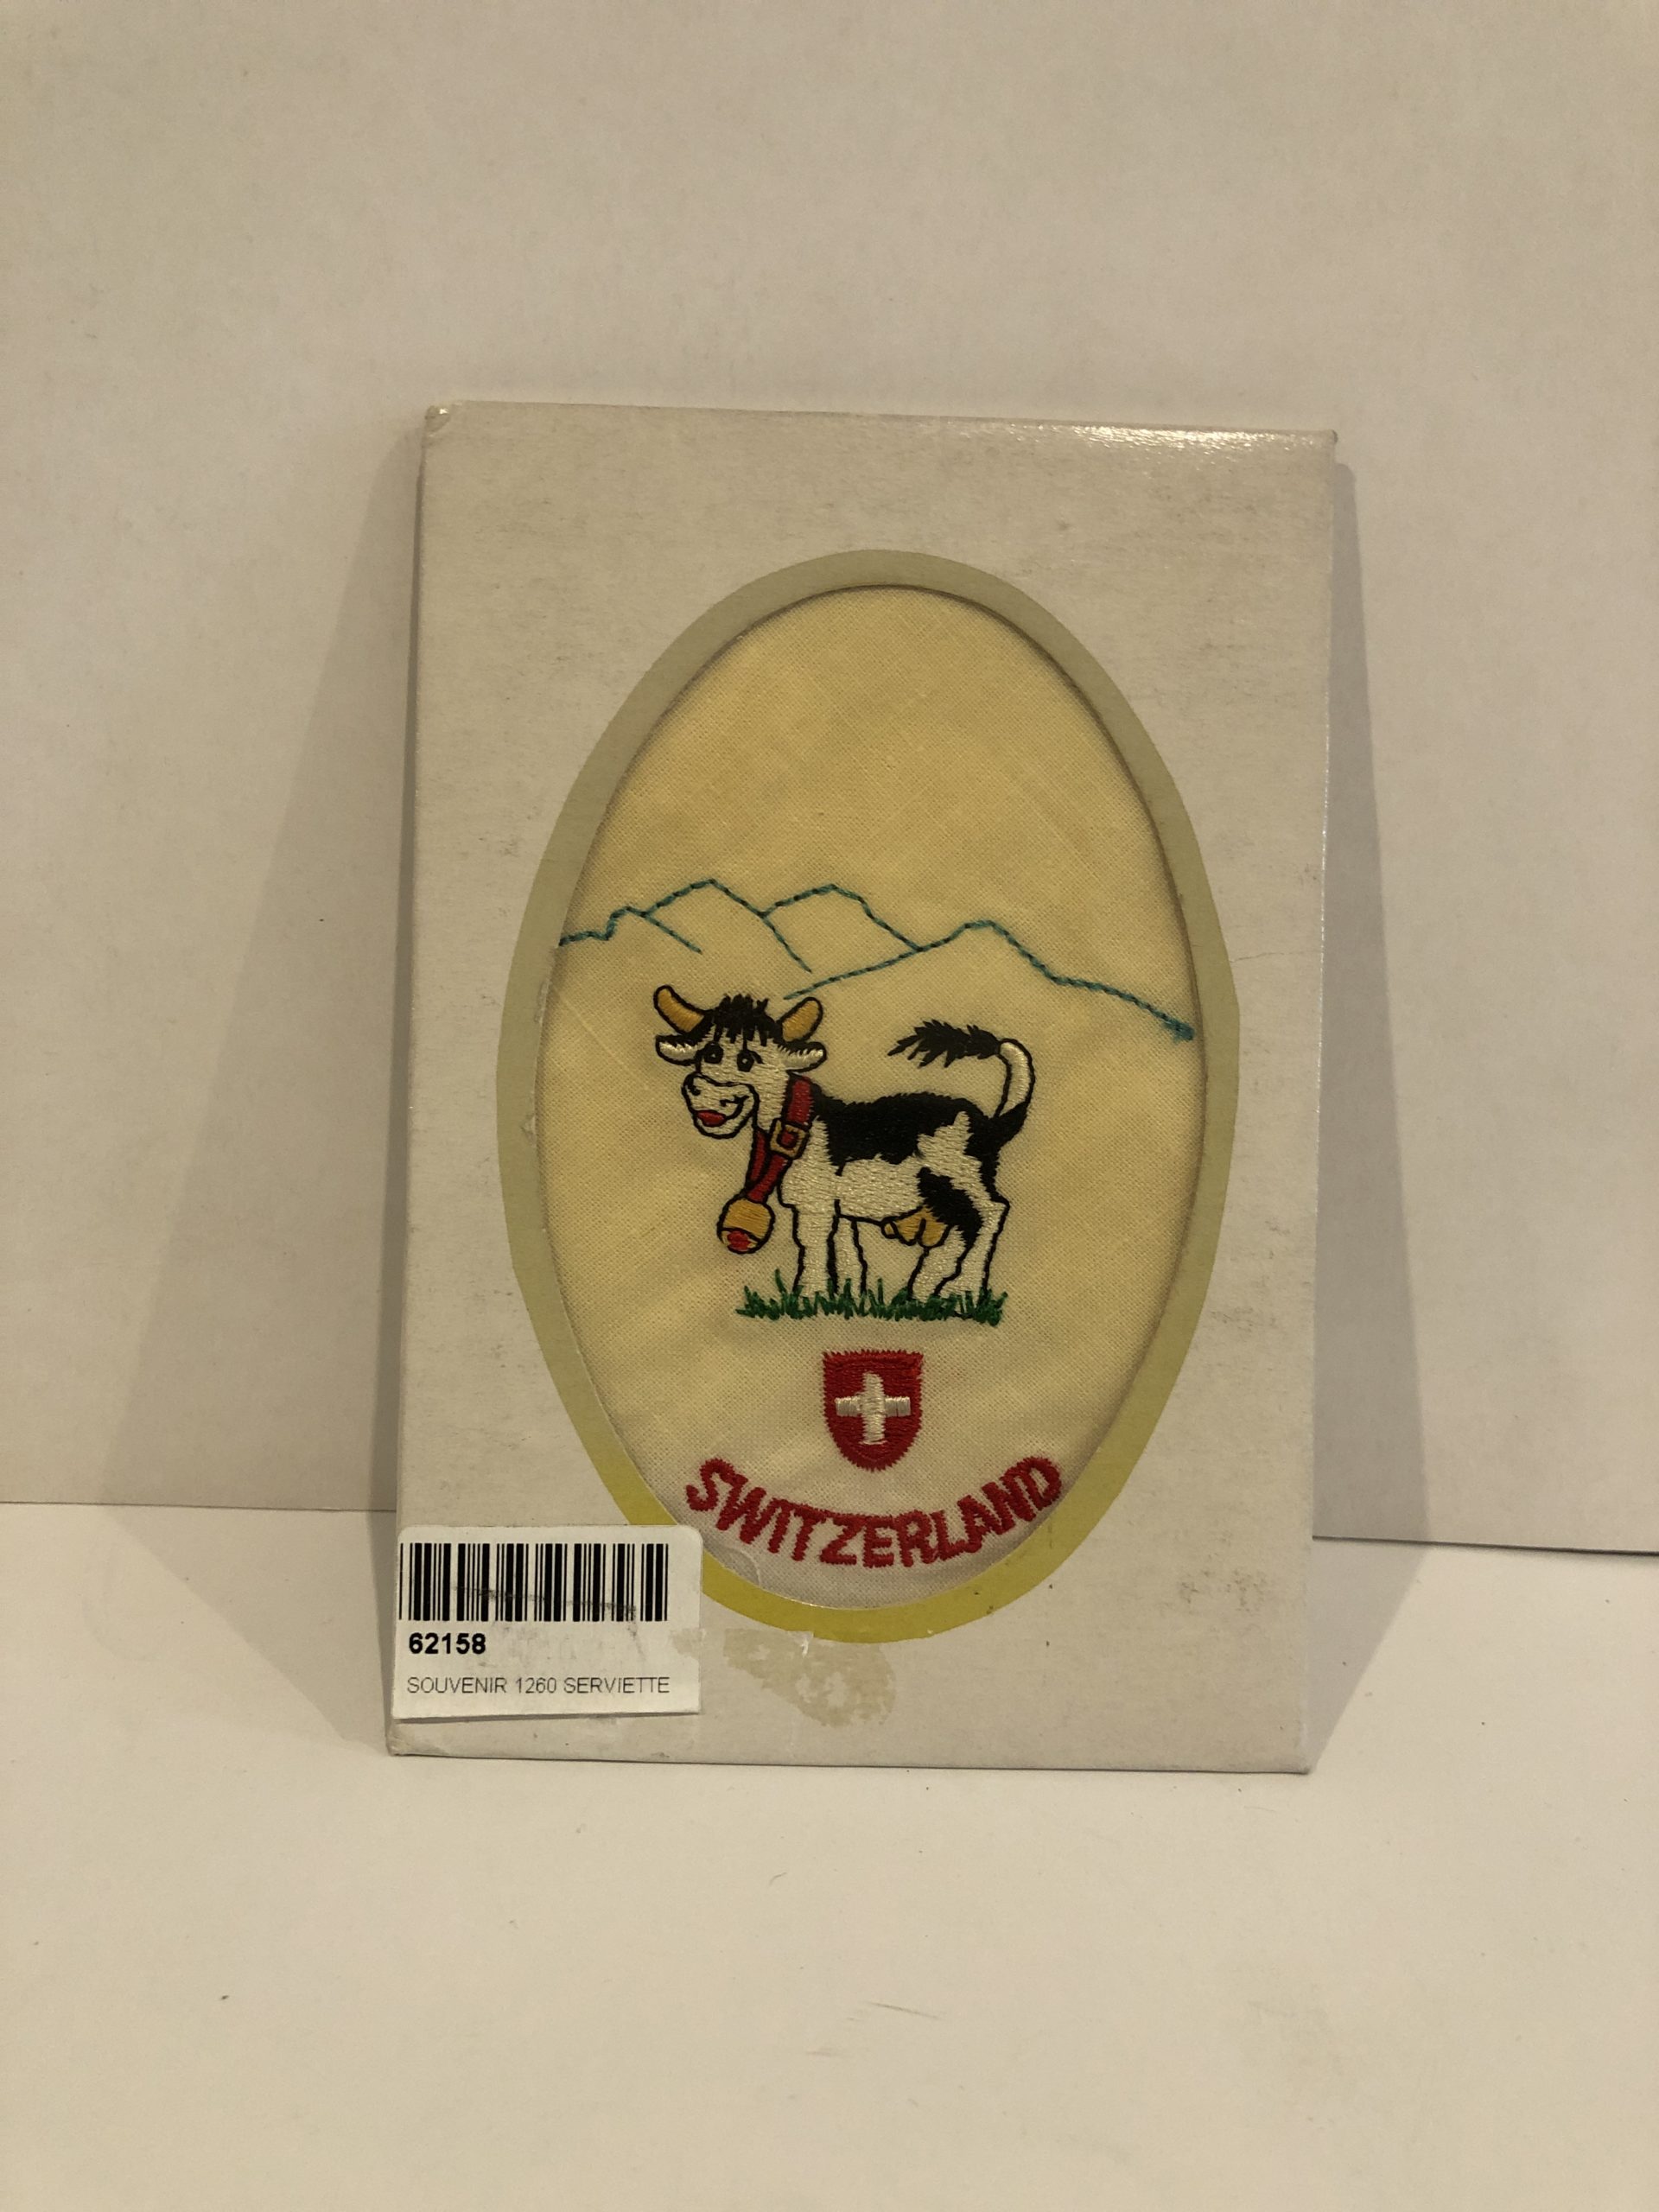 SWITZERLAND
62158
SOUVENIR 1260 SERVIETTE